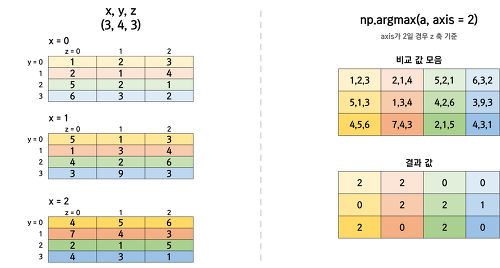 x, y, z
(3, 4, 3)
x = 0
z = 0 1 2
y = 0 1 2 3
1 2 1 4
2 5 2 1
3 6 3 2
x = 1
z = 0 1 2
y = 0 5 1 3
1 1 3 4
2 4 2 6
3 3 9 3
x = 2
z = 0 1 2
y = 0 4 5 6
1 7 4 3
2 2 1 5
3 4 3 1
np,argmax(a, axis = 2)
axis가 2일 경우 z 축 기준
비교 값 모음
1,2,3 2,1,4 5,2,1 6,3,2
5,1,3 1,3,4 4,2,6 3,9,3
4,5,6 7,4,3 2,1,5 4,3,1
결과 값
2 2 0 0
0 2 2 1
2 0 2 0